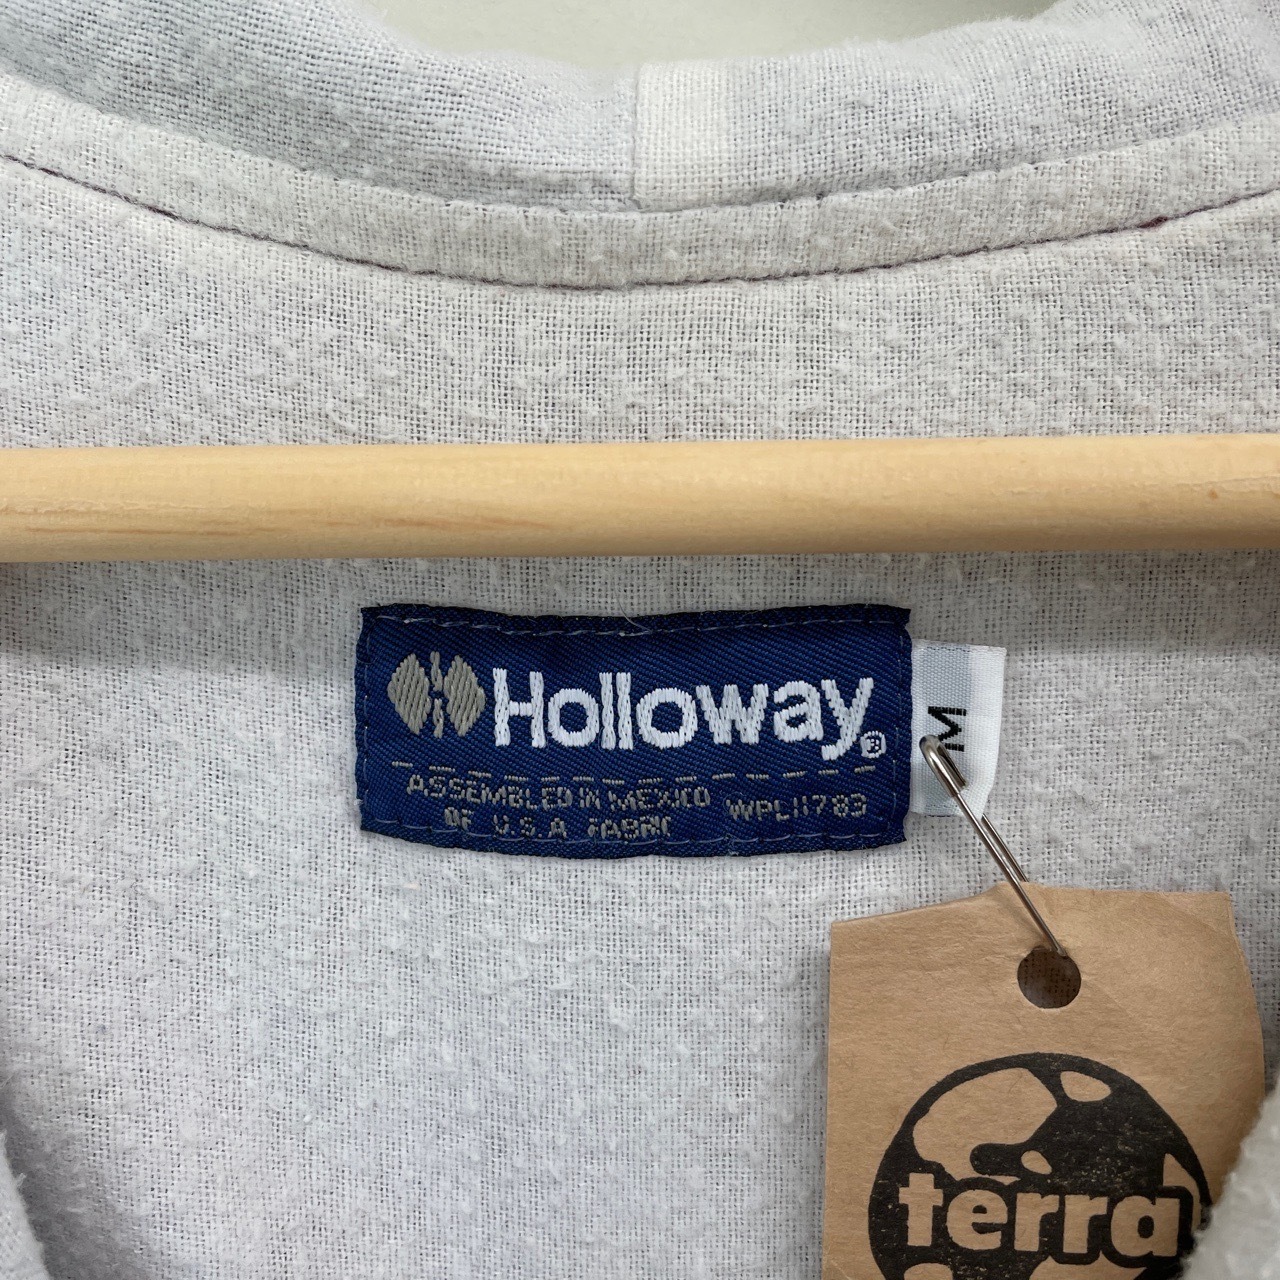 Holloway®
M
ASSEMBLED IN MEXICO WPL11783
OF U.S.A FABRIC
terra